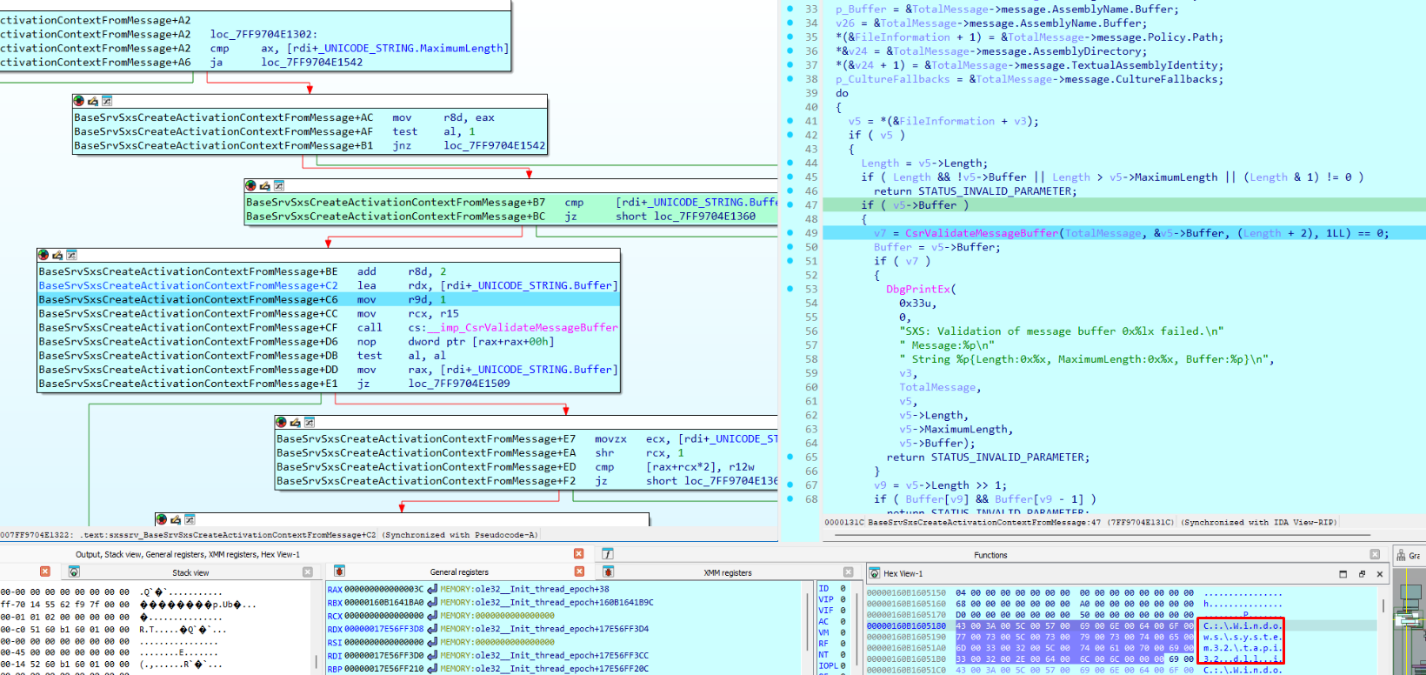 ctivationContextFromMessage+A2
ctivationContextFromMessage+A2 loc_7FF9704E1302:
ctivationContextFromMessage+A2 cmp ax, [rdi+_UNICODE_STRING.MaximumLength]
ctivationContextFromMessage+A6 ja loc_7FF9704E1542
BaseSrvSxsCreateActivationContextFromMessage+AC mov r8d, eax
BaseSrvSxsCreateActivationContextFromMessage+AF test al, 1
BaseSrvSxsCreateActivationContextFromMessage+B1 jnz loc_7FF9704E1542
BaseSrvSxsCreateActivationContextFromMessage+B7 cmp [rdi+_UNICODE_STRING.Buffe
BaseSrvSxsCreateActivationContextFromMessage+BC jz short loc_7FF9704E1360
BaseSrvSxsCreateActivationContextFromMessage+BE add r8d, 2
BaseSrvSxsCreateActivationContextFromMessage+C2 lea rdx, [rdi+_UNICODE_STRING.Buffer]
BaseSrvSxsCreateActivationContextFromMessage+C6 mov r9d, 1
BaseSrvSxsCreateActivationContextFromMessage+CC mov rcx, r15
BaseSrvSxsCreateActivationContextFromMessage+CF call cs:__imp_CsrValidateMessageBuffer
BaseSrvSxsCreateActivationContextFromMessage+D6 nop dword ptr [rax+rax+00h]
BaseSrvSxsCreateActivationContextFromMessage+DB test al, al
BaseSrvSxsCreateActivationContextFromMessage+DD mov rax, [rdi+_UNICODE_STRING.Buffer]
BaseSrvSxsCreateActivationContextFromMessage+E1 jz loc_7FF9704E1509
BaseSrvSxsCreateActivationContextFromMessage+E7 movzx ecx, [rdi+_UNICODE_ST
BaseSrvSxsCreateActivationContextFromMessage+EA shr rcx, 1
BaseSrvSxsCreateActivationContextFromMessage+ED cmp [rax+rcx*2], r12w
BaseSrvSxsCreateActivationContextFromMessage+F2 jz short loc_7FF9704E136
007FF9704E1322: .text:sxssrv_BaseSrvSxsCreateActivationContextFromMessage+C2 (Synchronized with Pseudocode-A)
33 p_Buffer = &TotalMessage->message.AssemblyName.Buffer;
34 v26 = &TotalMessage->message.AssemblyName.Buffer;
35 *(&FileInformation + 1) = &TotalMessage->message.Policy.Path;
36 *&v24 = &TotalMessage->message.AssemblyDirectory;
37 *(&v24 + 1) = &TotalMessage->message.TextualAssemblyIdentity;
38 p_CultureFallbacks = &TotalMessage->message.CultureFallbacks;
39 do
40 {
41 v5 = *(&FileInformation + v3);
42 if ( v5 )
43 {
44 Length = v5->Length;
45 if ( Length && !v5->Buffer || Length > v5->MaximumLength || (Length & 1) != 0 )
46 return STATUS_INVALID_PARAMETER;
47 if ( v5->Buffer )
48 {
49 v7 = CsrValidateMessageBuffer(TotalMessage, &v5->Buffer, (Length + 2), 1LL) == 0;
50 Buffer = v5->Buffer;
51 if ( v7 )
52 {
53 DbgPrintEx(
54 0x33u,
55 0,
56 "SXS: Validation of message buffer 0x%lx failed.\n"
57 " Message:%p\n"
58 " String %p{Length:0x%x, MaximumLength:0x%x, Buffer:%p}\n",
59 v3,
60 TotalMessage,
61 v5,
62 v5->Length,
63 v5->MaximumLength,
64 v5->Buffer);
65 return STATUS_INVALID_PARAMETER;
66 }
67 v9 = v5->Length >> 1;
68 if ( Buffer[v9] && Buffer[v9 - 1] )
return STATUS_INVALID_PARAMETER;
0000131C BaseSrvSxsCreateActivationContextFromMessage:47 (7FF9704E131C) (Synchronized with IDA View-RIP)
Output, Stack view, General registers, XMM registers, Hex View-1
Functions
Gra
Stack view
General registers
XMM registers
Hex View-1
00-00 00 00 00 00 00 00
ff-70 14 55 62 f9 7f 00 00
00-01 01 02 00 00 00 00 00
00-c0 51 60 b1 60 01 00 00
00-00 00 00 00 00 00 00 00
00-45 00 00 00 00 00 00 00
00-14 52 60 b1 60 01 00 00
RAX 000000000000003C MEMORY:ole32__Init_thread_epoch+38
RBX 00000160B1641BA0 MEMORY:ole32__Init_thread_epoch+160B1641B9C
RCX 0000000000000000 MEMORY:ole32__Init_thread_epoch
RDX 00000017E56FF3D8 MEMORY:ole32__Init_thread_epoch+17E56FF3D4
RSI 0000000000000000 MEMORY:ole32__Init_thread_epoch
RDI 00000017E56FF3D0 MEMORY:ole32__Init_thread_epoch+17E56FF3CC
RBP 00000017E56FF210 MEMORY:ole32__Init_thread_epoch+17E56FF20C
ID 0
VIP 0
VIF 0
AC 0
VM 0
RF 0
NT 0
IOPL 0
00000160B1605150 04 00 00 00 00 00 00 00 00 00 00 00 00 00 00 00 ................
00000160B1605160 68 00 00 00 00 00 00 00 A0 00 00 00 00 00 00 00 h...............
00000160B1605180 43 00 3A 00 5C 00 57 00 69 00 6E 00 64 00 6F 00 C.:.\.W.i.n.d.o.
00000160B1605190 77 00 73 00 5C 00 73 00 79 00 73 00 74 00 65 00 w.s.\.s.y.s.t.e.
00000160B16051A0 6D 00 33 00 32 00 5C 00 74 00 61 00 70 00 69 00 m.3.2.\.t.a.p.i.
00000160B16051B0 33 00 32 00 2E 00 64 00 6C 00 6C 00 00 00 69 00 3.2...d.l.l...i.
00000160B16051C0 43 00 3A 00 5C 00 57 00 69 00 6E 00 64 00 6F 00 C.:.\.W.i.n.d.o.